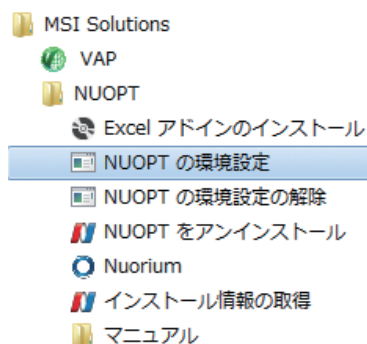 MSI Solutions
VAP
NUOPT
Excel アドインのインストール
NUOPT の環境設定
NUOPT の環境設定の解除
NUOPT をアンインストール
Nuorium
インストール情報の取得
マニュアル